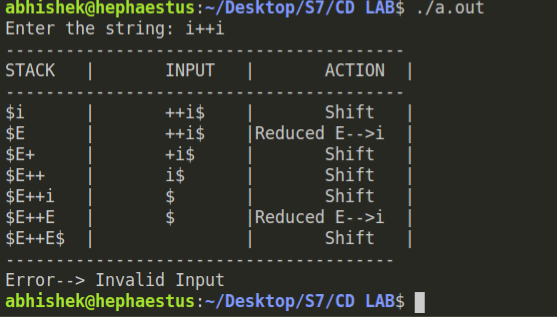 abhishek@hephaestus:~/Desktop/S7/CD LAB$ ./a.out
Enter the string: i++i
----------------------------------------
STACK   |       INPUT   |       ACTION  |
----------------------------------------
$i      |       ++i$    |       Shift   |
$E      |       ++i$    |Reduced E-->i  |
$E+     |       +i$     |       Shift   |
$E++    |       i$      |       Shift   |
$E++i   |       $       |       Shift   |
$E++E   |       $       |Reduced E-->i  |
$E++E$  |               |       Shift   |
---------------------------------------
Error--> Invalid Input
abhishek@hephaestus:~/Desktop/S7/CD LAB$